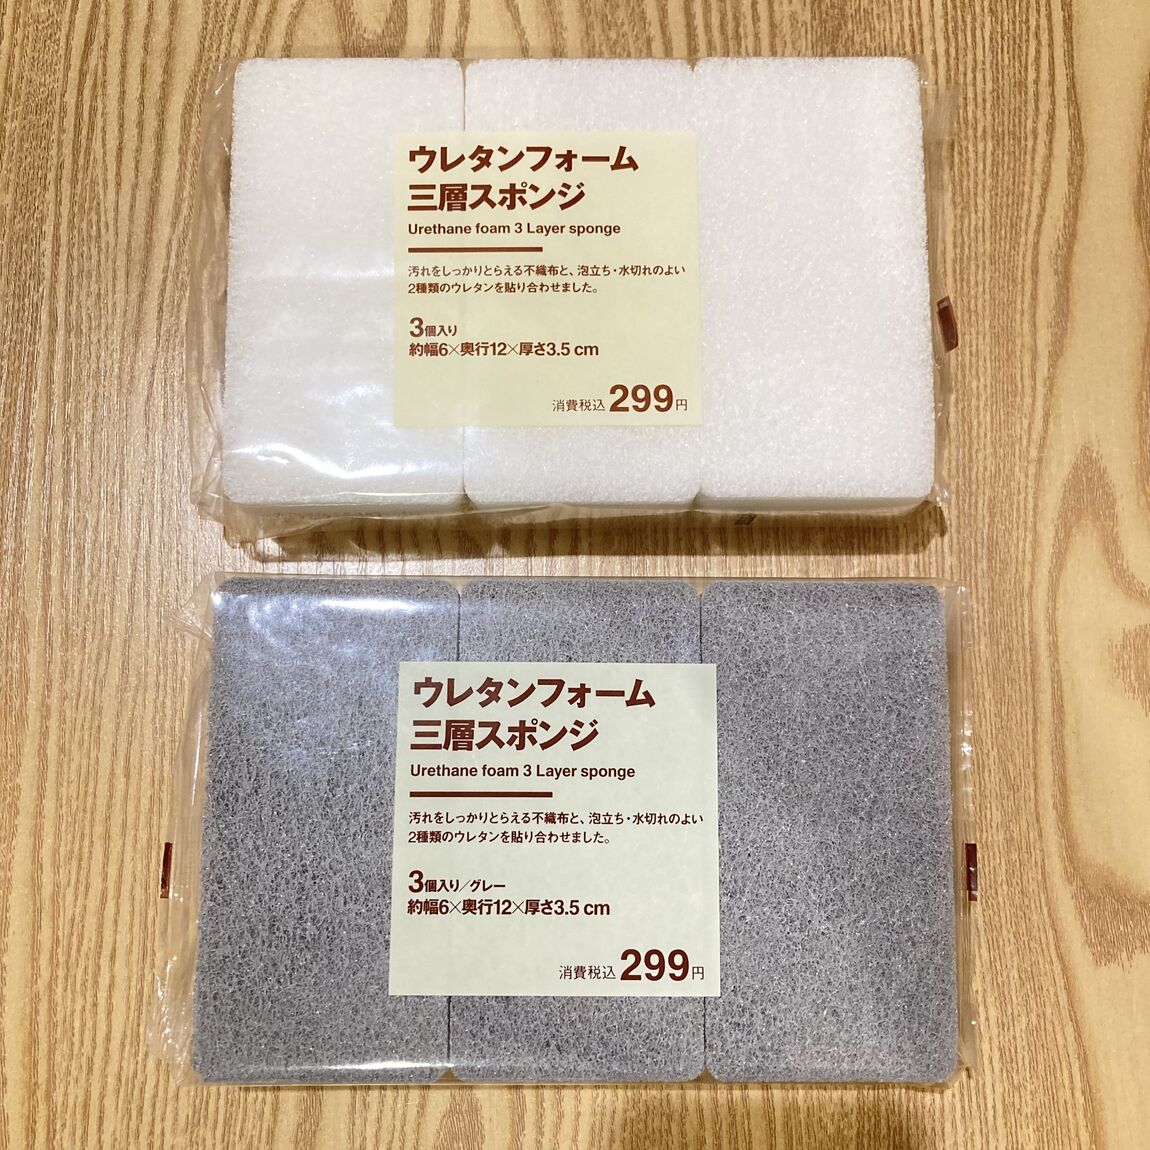 ウレタンフォーム
三層スポンジ
Urethane foam 3 Layer sponge
汚れをしっかりとらえる不織布と、泡立ち・水切れのよい
2種類のウレタンを貼り合わせました。
3個入り
約幅6×奥行12×厚さ3.5 cm
消費税込299円
ウレタンフォーム
三層スポンジ
Urethane foam 3 Layer sponge
汚れをしっかりとらえる不織布と、泡立ち・水切れのよい
2種類のウレタンを貼り合わせました。
3個入り/グレー
約幅6×奥行12×厚さ3.5 cm
消費税込299円